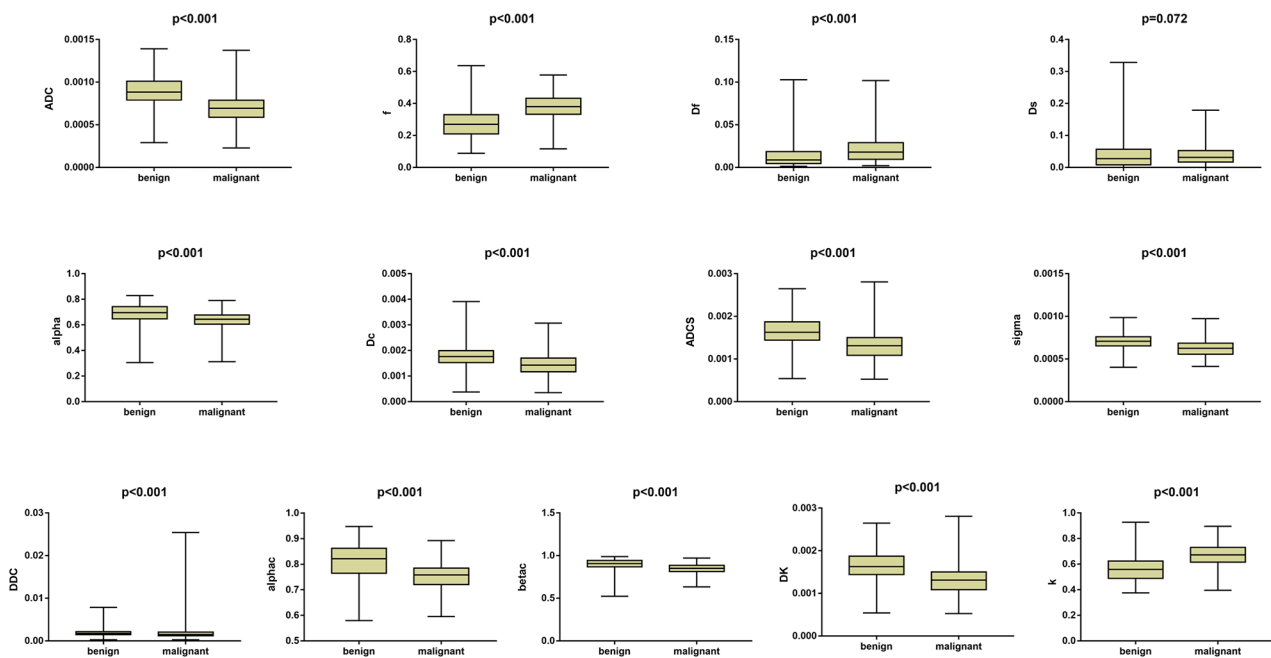 p<0.001
ADC
0.0015
0.0010
0.0005
0.0000
benign malignant
p<0.001
f
0.8
0.6
0.4
0.2
0.0
benign malignant
p<0.001
Df
0.15
0.10
0.05
0.00
benign malignant
p=0.072
Ds
0.4
0.3
0.2
0.1
0.0
benign malignant
p<0.001
alpha
1.0
0.8
0.6
0.4
0.2
0.0
benign malignant
p<0.001
Dc
0.005
0.004
0.003
0.002
0.001
0.000
benign malignant
p<0.001
ADCS
0.003
0.002
0.001
0.000
benign malignant
p<0.001
sigma
0.0015
0.0010
0.0005
0.0000
benign malignant
p<0.001
DDC
0.03
0.02
0.01
0.00
benign malignant
p<0.001
alphac
1.0
0.9
0.8
0.7
0.6
0.5
benign malignant
p<0.001
betac
1.5
1.0
0.5
0.0
benign malignant
p<0.001
DK
0.003
0.002
0.001
0.000
benign malignant
p<0.001
k
1.0
0.8
0.6
0.4
0.2
0.0
benign malignant